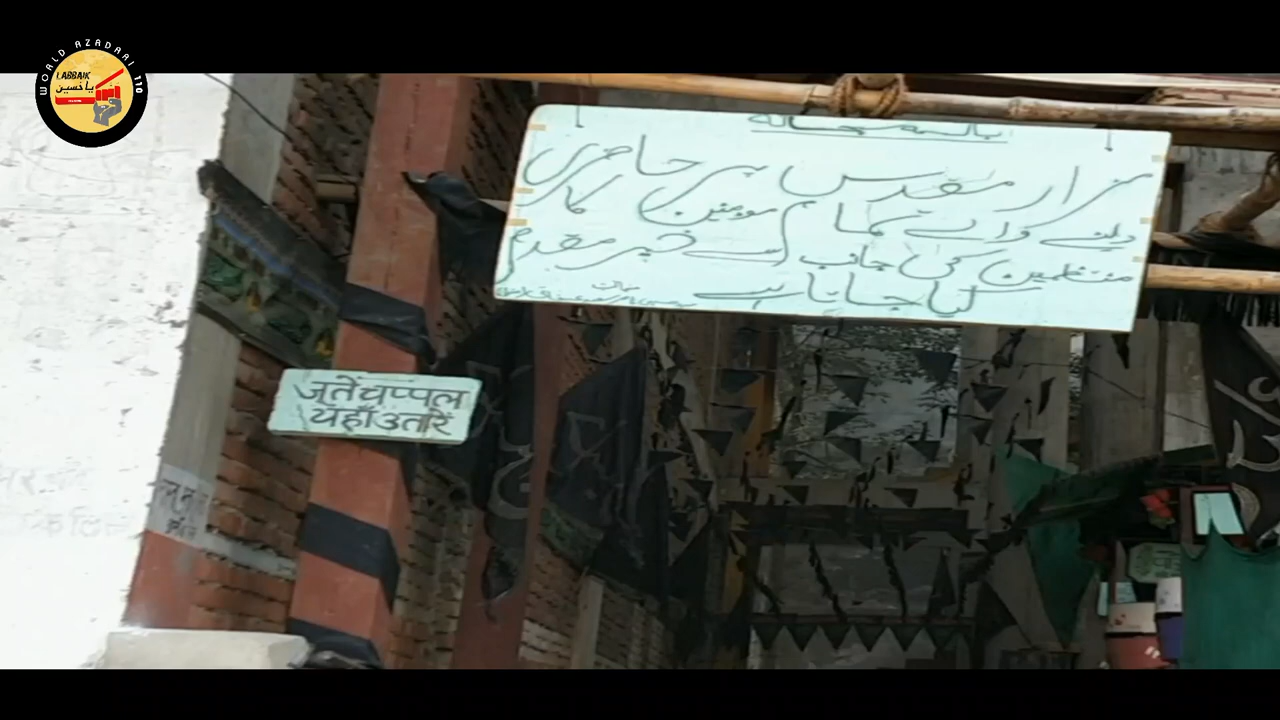 WORLD AZADARI 110
LABBAIK
یا حسین
باسمہ سبحانہ
مزار مقدس پر حاضری
دینے والے تمام مومنین کا
منتظمین کی جانب سے خیر مقدم
کیا جاتا ہے
जूते चप्पल
यहाँ उतारें